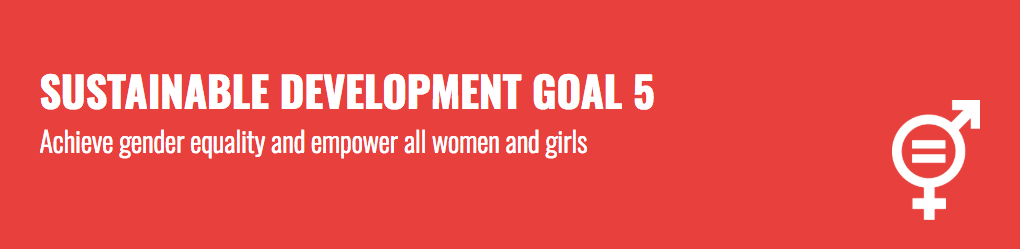 SUSTAINABLE DEVELOPMENT GOAL 5
Achieve gender equality and empower all women and girls